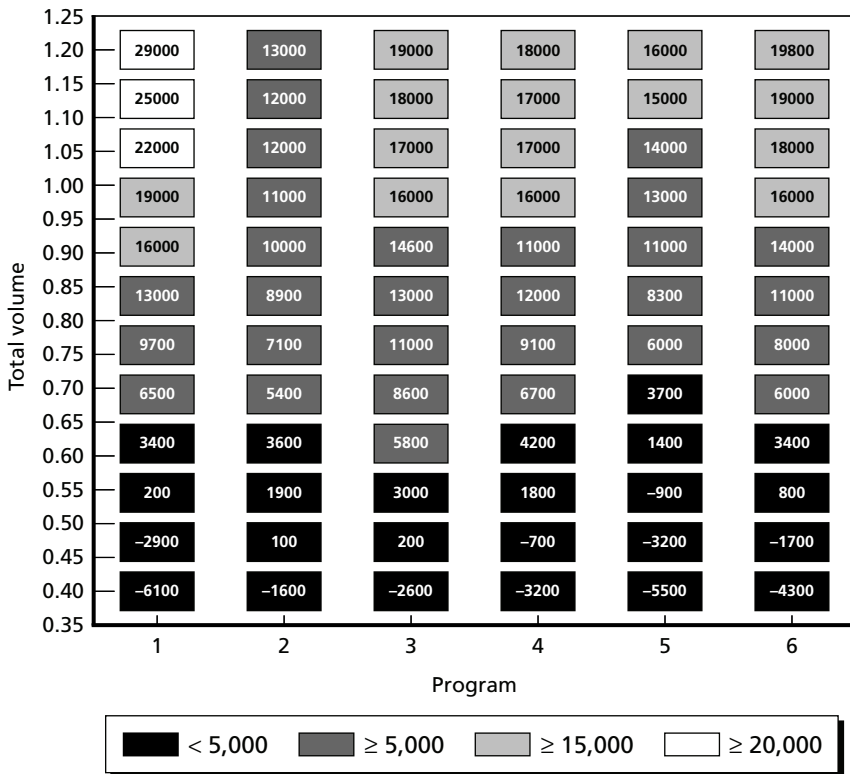 1.25
1.20 29000 13000 19000 18000 16000 19800
1.15
1.10 25000 12000 18000 17000 15000 19000
1.05 22000 12000 17000 17000 14000 18000
1.00
0.95 19000 11000 16000 16000 13000 16000
0.90 16000 10000 14600 11000 11000 14000
0.85 13000 8900 13000 12000 8300 11000
0.80
0.75 9700 7100 11000 9100 6000 8000
0.70 6500 5400 8600 6700 3700 6000
0.65
0.60 3400 3600 5800 4200 1400 3400
0.55 200 1900 3000 1800 –900 800
0.50
0.45 –2900 100 200 –700 –3200 –1700
0.40 –6100 –1600 –2600 –3200 –5500 –4300
0.35
Total volume
1 2 3 4 5 6
Program
< 5,000 ≥ 5,000 ≥ 15,000 ≥ 20,000